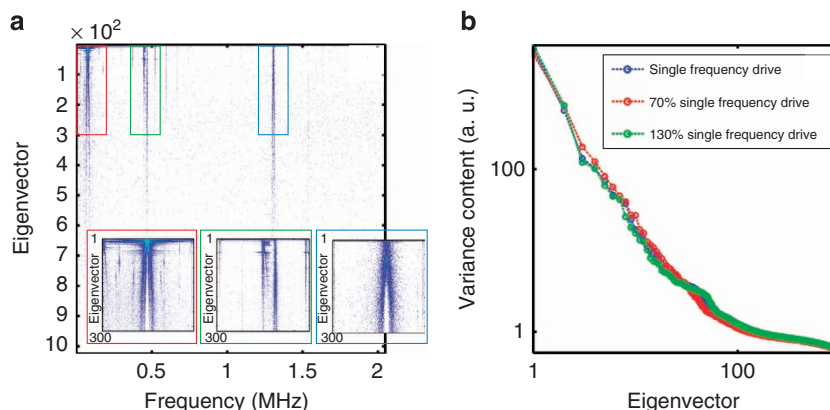 a
× 10²
1
2
3
4
5
6
7
8
9
10
Eigenvector
1
Eigenvector
300
1
Eigenvector
300
1
Eigenvector
300
0.5
1
1.5
2
Frequency (MHz)
b
Single frequency drive
70% single frequency drive
130% single frequency drive
100
1
Variance content (a. u.)
1
100
Eigenvector